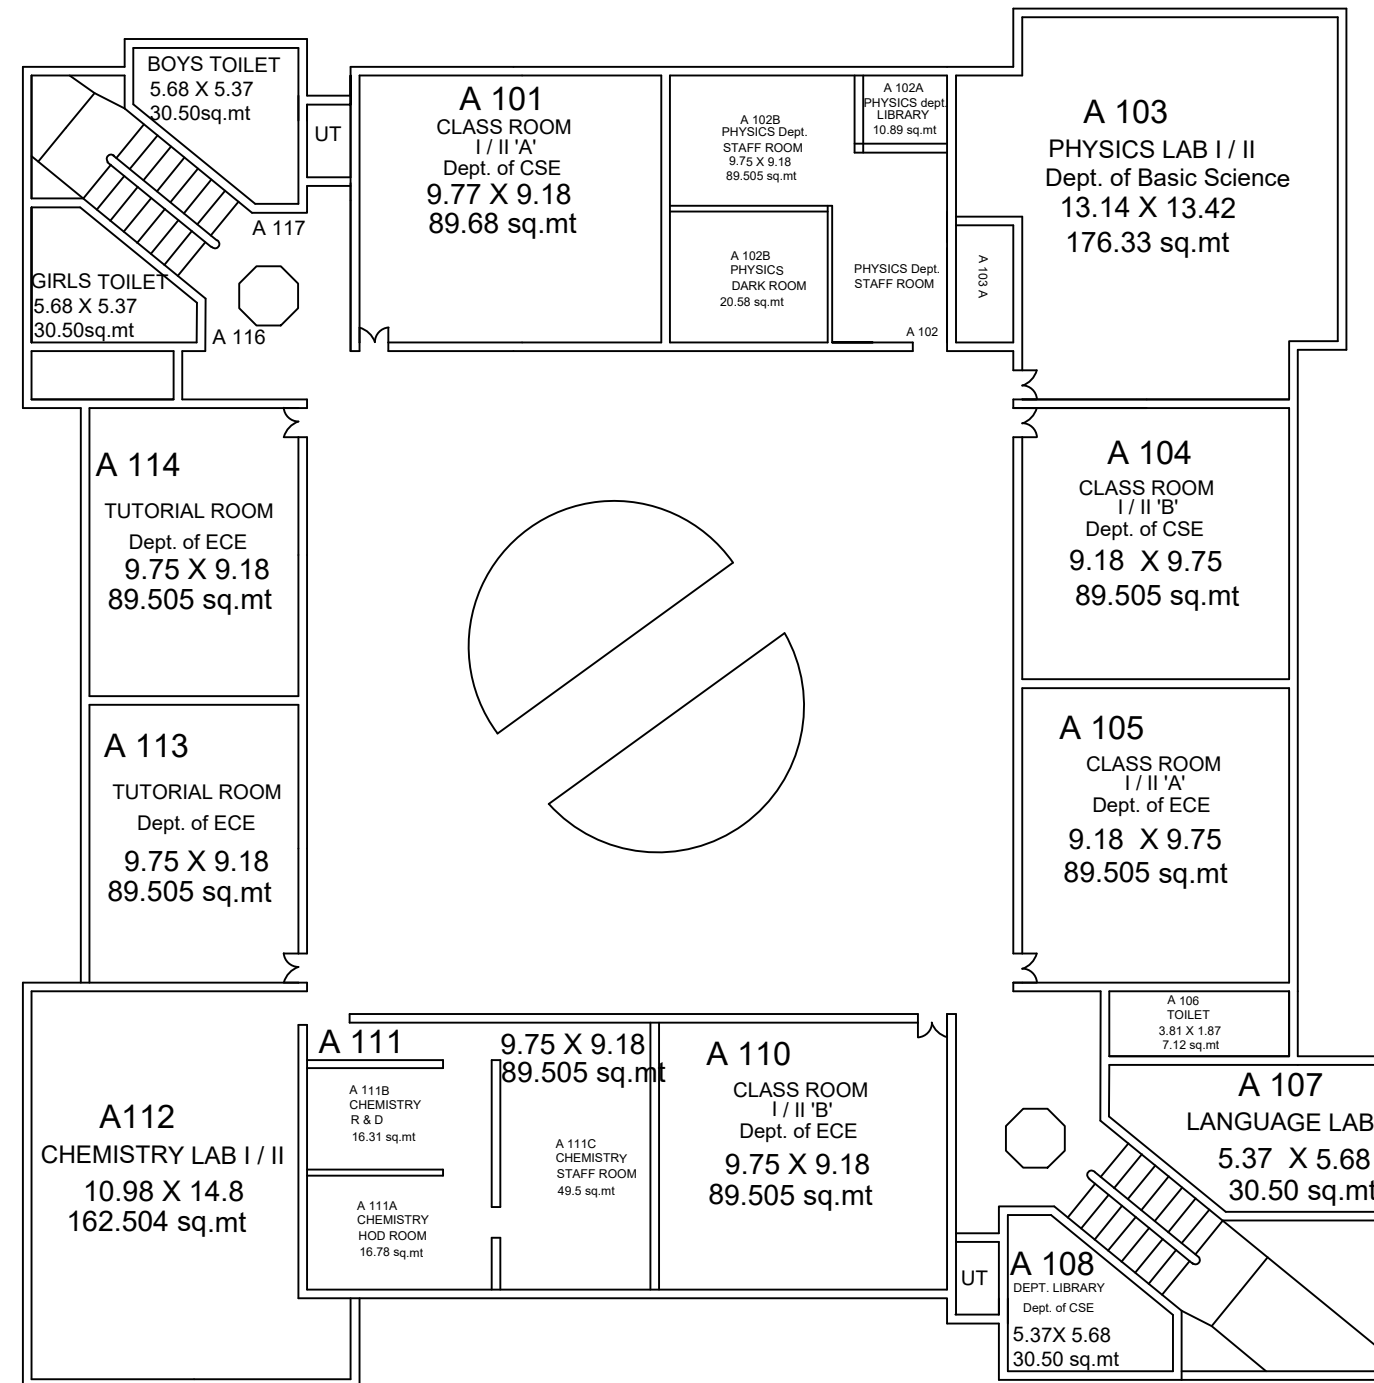 BOYS TOILET
5.68 X 5.37
30.50sq.mt
UT
A 117
GIRLS TOILET
5.68 X 5.37
30.50sq.mt
A 116
A 101
CLASS ROOM
I / II 'A'
Dept. of CSE
9.77 X 9.18
89.68 sq.mt
A 102B
PHYSICS Dept.
STAFF ROOM
9.75 X 9.18
89.505 sq.mt
A 102A
PHYSICS dept.
LIBRARY
10.89 sq.mt
A 102B
PHYSICS
DARK ROOM
20.58 sq.mt
PHYSICS Dept.
STAFF ROOM
A 102
A 103 A
A 103
PHYSICS LAB I / II
Dept. of Basic Science
13.14 X 13.42
176.33 sq.mt
A 114
TUTORIAL ROOM
Dept. of ECE
9.75 X 9.18
89.505 sq.mt
A 104
CLASS ROOM
I / II 'B'
Dept. of CSE
9.18 X 9.75
89.505 sq.mt
A 113
TUTORIAL ROOM
Dept. of ECE
9.75 X 9.18
89.505 sq.mt
A 105
CLASS ROOM
I / II 'A'
Dept. of ECE
9.18 X 9.75
89.505 sq.mt
A 106
TOILET
3.81 X 1.87
7.12 sq.mt
A 107
LANGUAGE LAB
5.37 X 5.68
30.50 sq.mt
A112
CHEMISTRY LAB I / II
10.98 X 14.8
162.504 sq.mt
A 111
9.75 X 9.18
89.505 sq.mt
A 111B
CHEMISTRY
R & D
16.31 sq.mt
A 111A
CHEMISTRY
HOD ROOM
16.78 sq.mt
A 111C
CHEMISTRY
STAFF ROOM
49.5 sq.mt
A 110
CLASS ROOM
I / II 'B'
Dept. of ECE
9.75 X 9.18
89.505 sq.mt
UT
A 108
DEPT. LIBRARY
Dept. of CSE
5.37X 5.68
30.50 sq.mt